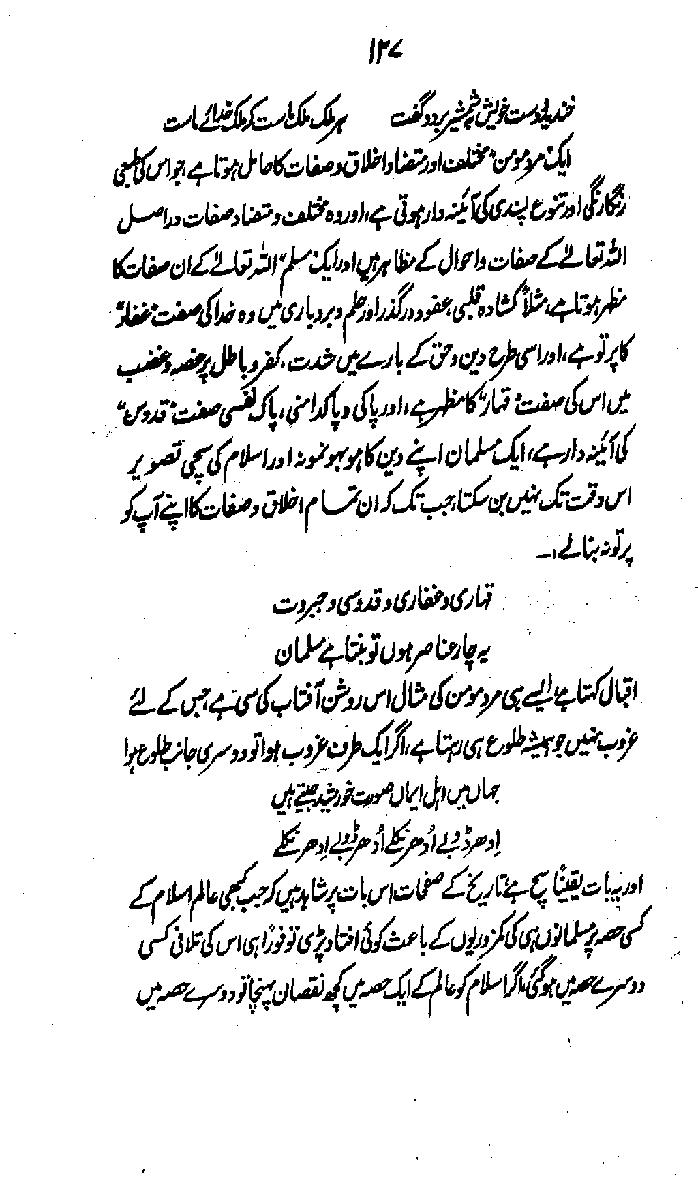 ۱۲۷
خندید و دست خویش بہ شمشیر برد و گفت ہر ملک ملک ماست کہ ملک خدائے ماست
ایک مرد مومن" مختلف اور متضاد اخلاق و صفات کا حامل ہوتا ہے، جو اس کی طبعی
رنگارنگی اور تنوع پسندی کی آئینہ دار ہوتی ہے، اور وہ مختلف و متضاد صفات دراصل
اللہ تعالےٰ کے صفات و احوال کے مظاہر ہیں اور ایک مسلم" اللہ تعالےٰ کے ان صفات کا
مظہر ہوتا ہے، مثلاً کشادہ قلبی، عفو و درگذر اور حلم و بردباری میں وہ خدا کی صفت "غفار"
کا پرتو ہے، اور اسی طرح دین و حق کے بارے میں شدت، کفر و باطل پر غصہ و غضب
میں اس کی صفت "قہار" کا مظہر ہے، اور پاکی و پاکدامنی، پاک نفسی صفت "قدوس"
کی آئینہ دار ہے، ایک مسلمان اپنے دین کا ہو بہو نمونہ اور اسلام کی سچی تصویر
اس وقت تک نہیں بن سکتا، جب تک کہ ان تمام اخلاق و صفات کا اپنے آپ کو
پرتو نہ بنالے،۔
قہاری و غفاری و قدوسی و جبروت
یہ چار عناصر ہوں تو بنتا ہے مسلمان
اقبال کہتا ہے، ایسے ہی مرد مومن کی مثال اس روشن آفتاب کی سی ہے، جس کے لئے
غروب نہیں جو ہمیشہ طلوع ہی رہتا ہے، اگر ایک طرف غروب ہوا تو دوسری جانب طلوع ہوا
جہاں میں اہل ایماں صورت خورشید جیتے ہیں
اِدھر ڈوبے اُدھر نکلے اُدھر ڈوبے اِدھر نکلے
اور یہ بات یقیناً سچ ہے تاریخ کے صفحات اس بات پر شاہد ہیں کہ جب کبھی عالم اسلام کے
کسی حصہ پر مسلمانوں ہی کی کمزوریوں کے باعث کوئی افتاد پڑی تو فوراً ہی اس کی تلافی کسی
دوسرے حصہ میں ہو گئی، اگر اسلام کو عالم کے ایک حصہ میں کچھ نقصان پہنچا تو دوسرے حصہ میں